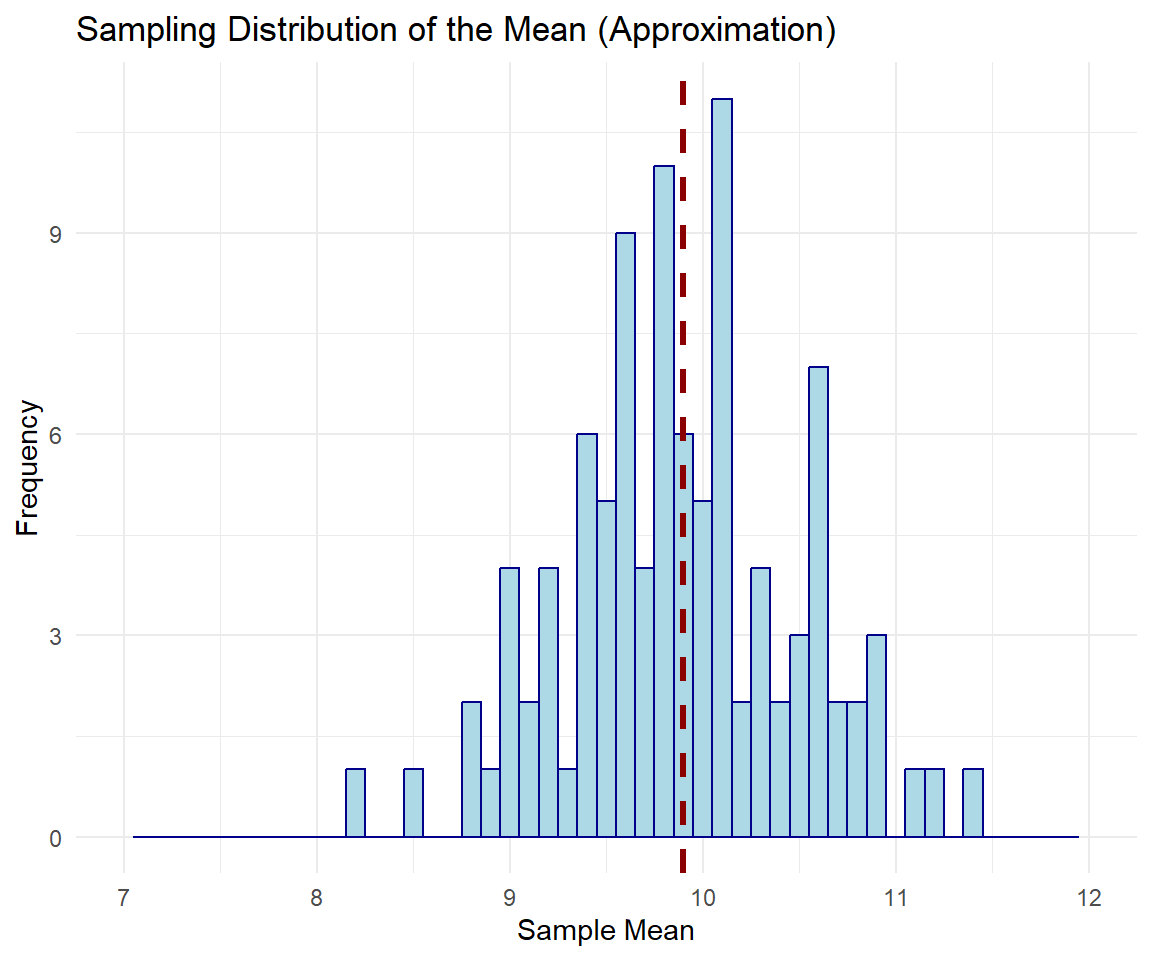 Sampling Distribution of the Mean (Approximation)
Frequency
9
6
3
0
7 8 9 10 11 12
Sample Mean